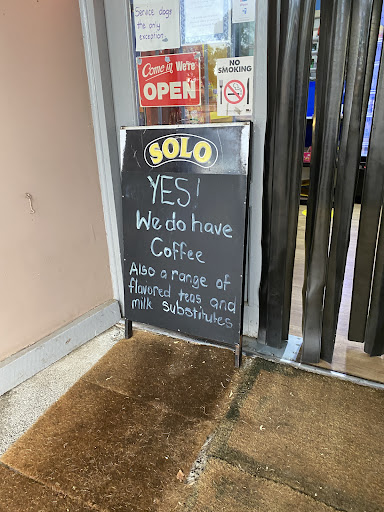 Service dogs
the only
exception.
Come in We're
OPEN
NO
SMOKING
SOLO
YES!
We do have
Coffee
Also a range of
flavored teas and
milk substitutes